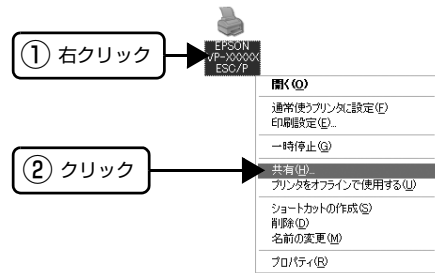 ① 右クリック
EPSON
VP-XXXXX
ESC/P
開く(O)
通常使うプリンタに設定(F)
印刷設定(E)...
一時停止(G)
② クリック
共有(H)...
プリンタをオフラインで使用する(U)
ショートカットの作成(S)
削除(D)
名前の変更(M)
プロパティ(R)